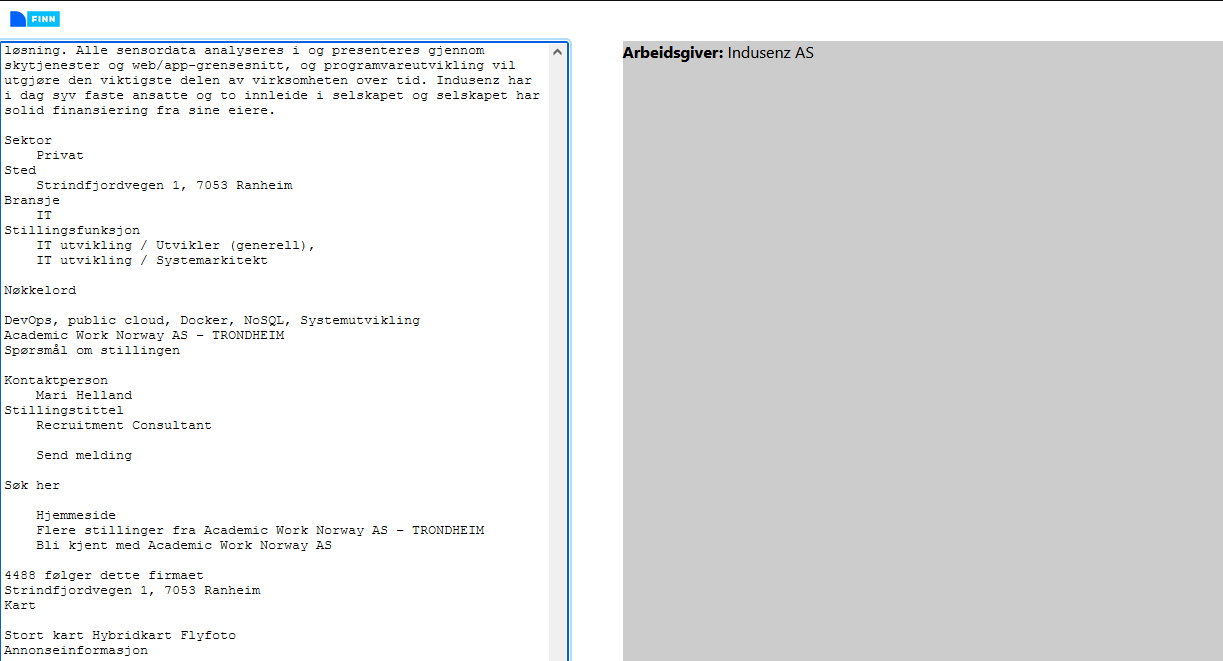 FINN
løsning. Alle sensordata analyseres i og presenteres gjennom
skytjenester og web/app-grensesnitt, og programvareutvikling vil
utgjøre den viktigste delen av virksomheten over tid. Indusenz har
i dag syv faste ansatte og to innleide i selskapet og selskapet har
solid finansiering fra sine eiere.
Sektor
Privat
Sted
Strindfjordvegen 1, 7053 Ranheim
Bransje
IT
Stillingsfunksjon
IT utvikling / Utvikler (generell),
IT utvikling / Systemarkitekt
Nøkkelord
DevOps, public cloud, Docker, NoSQL, Systemutvikling
Academic Work Norway AS - TRONDHEIM
Spørsmål om stillingen
Kontaktperson
Mari Helland
Stillingstittel
Recruitment Consultant
Send melding
Søk her
Hjemmeside
Flere stillinger fra Academic Work Norway AS - TRONDHEIM
Bli kjent med Academic Work Norway AS
4488 følger dette firmaet
Strindfjordvegen 1, 7053 Ranheim
Kart
Stort kart Hybridkart Flyfoto
Annonseinformasjon
Arbeidsgiver: Indusenz AS